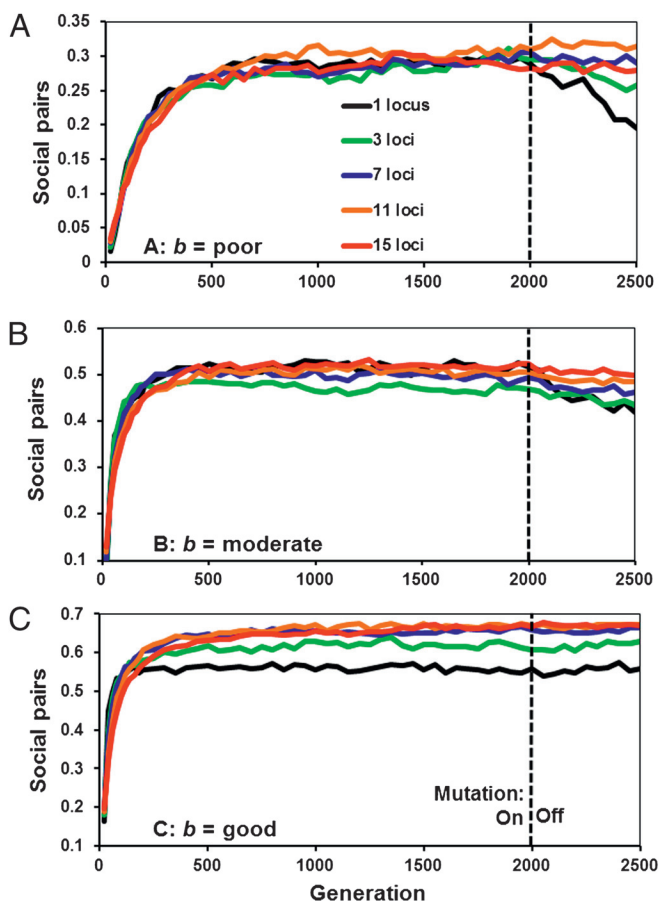 A
Social pairs
0.35
0.3
0.25
0.2
0.15
0.1
0.05
0
1 locus
3 loci
7 loci
11 loci
15 loci
A: b = poor
0 500 1000 1500 2000 2500
B
Social pairs
0.6
0.5
0.4
0.3
0.2
0.1
B: b = moderate
0 500 1000 1500 2000 2500
C
Social pairs
0.7
0.6
0.5
0.4
0.3
0.2
0.1
Mutation:
On Off
C: b = good
0 500 1000 1500 2000 2500
Generation